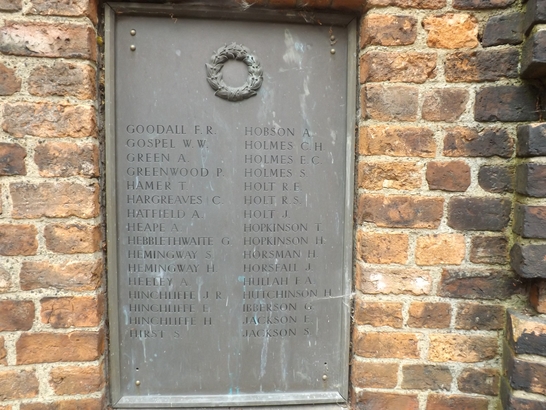 GOODALL F. R.
GOSPEL W. W.
GREEN A.
GREENWOOD P.
HAMER T.
HARGREAVES C.
HATFIELD A.
HEAPE A.
HEBBLETHWAITE G.
HEMINGWAY S.
HEMINGWAY H.
HEELEY A.
HINCHLIFFE J. R.
HINCHLIFFE E.
HINCHLIFFE H.
HIRST S.
HOBSON A.
HOLMES C. H.
HOLMES E. C.
HOLMES S.
HOLT R. F.
HOLT R. S.
HOLT J.
HOPKINSON T.
HOPKINSON H.
HORSMAN H.
HORSFALL J.
F. A.
HUTCHINSON H.
IBBERSON G.
JACKSON E.
JACKSON S.